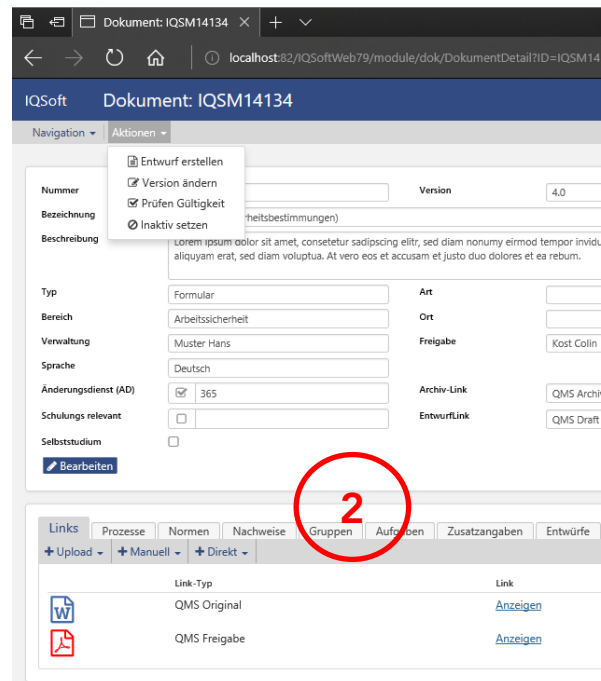 Dokument: IQSM14134
localhost:82/IQSoftWeb79/module/dok/DokumentDetail?ID=IQSM14
IQSoft Dokument: IQSM14134
Navigation Aktionen
Entwurf erstellen
Version ändern
Prüfen Gültigkeit
Inaktiv setzen
Nummer Version 4.0
Bezeichnung heitsbestimmungen)
Beschreibung Lorem ipsum dolor sit amet, consetetur sadipscing elitr, sed diam nonumy eirmod tempor invidu
aliquyam erat, sed diam voluptua. At vero eos et accusam et justo duo dolores et ea rebum.
Typ Formular Art
Bereich Arbeitssicherheit Ort
Verwaltung Muster Hans Freigabe Kost Colin
Sprache Deutsch
Änderungsdienst (AD) 365 Archiv-Link QMS Archiv
Schulungs relevant EntwurfLink QMS Draft
Selbststudium
Bearbeiten
2
Links Prozesse Normen Nachweise Gruppen Aufgaben Zusatzangaben Entwürfe
+ Upload + Manuell + Direkt
Link-Typ Link
QMS Original Anzeigen
QMS Freigabe Anzeigen